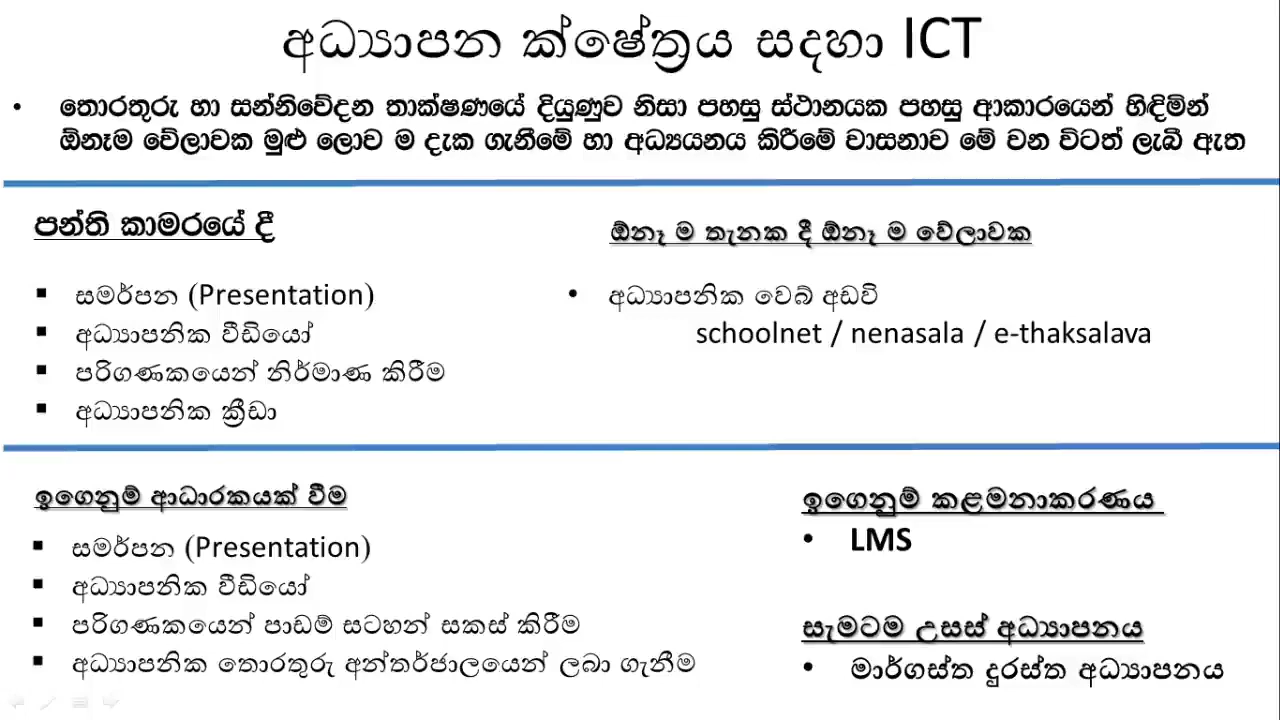 අධ්‍යාපන ක්ෂේත්‍රය සදහා ICT
• තොරතුරු හා සන්නිවේදන තාක්ෂණයේ දියුණුව නිසා පහසු ස්ථානයක පහසු ආකාරයෙන් හිඳිමින්
ඕනෑම වේලාවක මුළු ලොව ම දැක ගැනීමේ හා අධ්‍යයනය කිරීමේ වාසනාව මේ වන විටත් ලැබී ඇත
පන්ති කාමරයේ දී
▪ සමර්පන (Presentation)
▪ අධ්‍යාපනික වීඩියෝ
▪ පරිගණකයෙන් නිර්මාණ කිරීම
▪ අධ්‍යාපනික ක්‍රීඩා
ඕනෑ ම තැනක දී ඕනෑ ම වේලාවක
• අධ්‍යාපනික වෙබ් අඩවි
schoolnet / nenasala / e-thaksalava
ඉගෙනුම් ආධාරකයක් වීම
▪ සමර්පන (Presentation)
▪ අධ්‍යාපනික වීඩියෝ
▪ පරිගණකයෙන් පාඩම් සටහන් සකස් කිරීම
▪ අධ්‍යාපනික තොරතුරු අන්තර්ජාලයෙන් ලබා ගැනීම
ඉගෙනුම් කළමනාකරණය
• LMS
සැමටම උසස් අධ්‍යාපනය
• මාර්ගස්ත දුරස්ත අධ්‍යාපනය